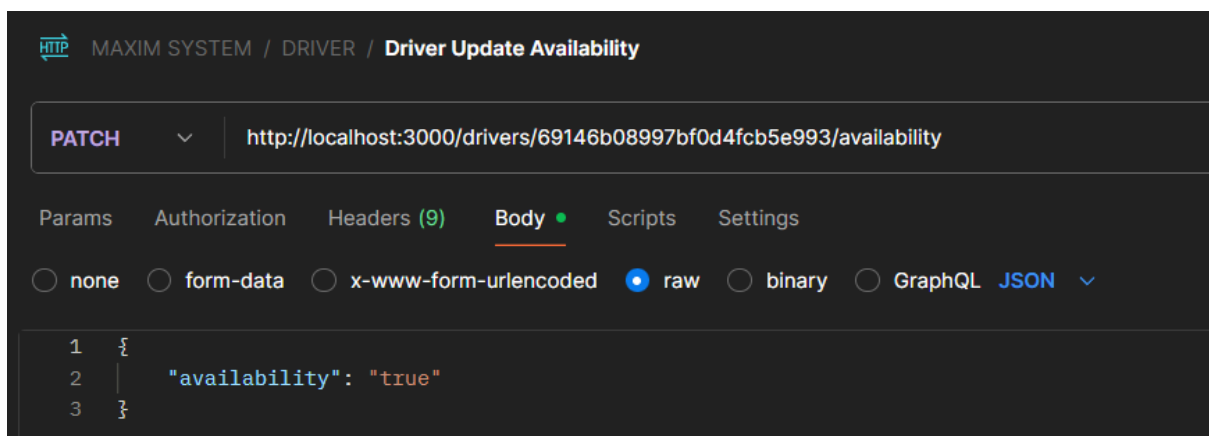 HTTP MAXIM SYSTEM / DRIVER / Driver Update Availability
PATCH http://localhost:3000/drivers/69146b08997bf0d4fcb5e993/availability
Params Authorization Headers (9) Body Scripts Settings
none form-data x-www-form-urlencoded raw binary GraphQL JSON
1 {
2 "availability": "true"
3 }